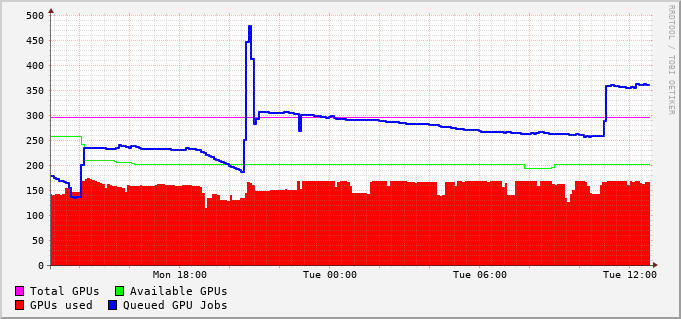 500
450
400
350
300
250
200
150
100
50
0
Mon 18:00 Tue 00:00 Tue 06:00 Tue 12:00
Total GPUs Available GPUs
GPUs used Queued GPU Jobs
RRDTOOL / TOBI OETIKER